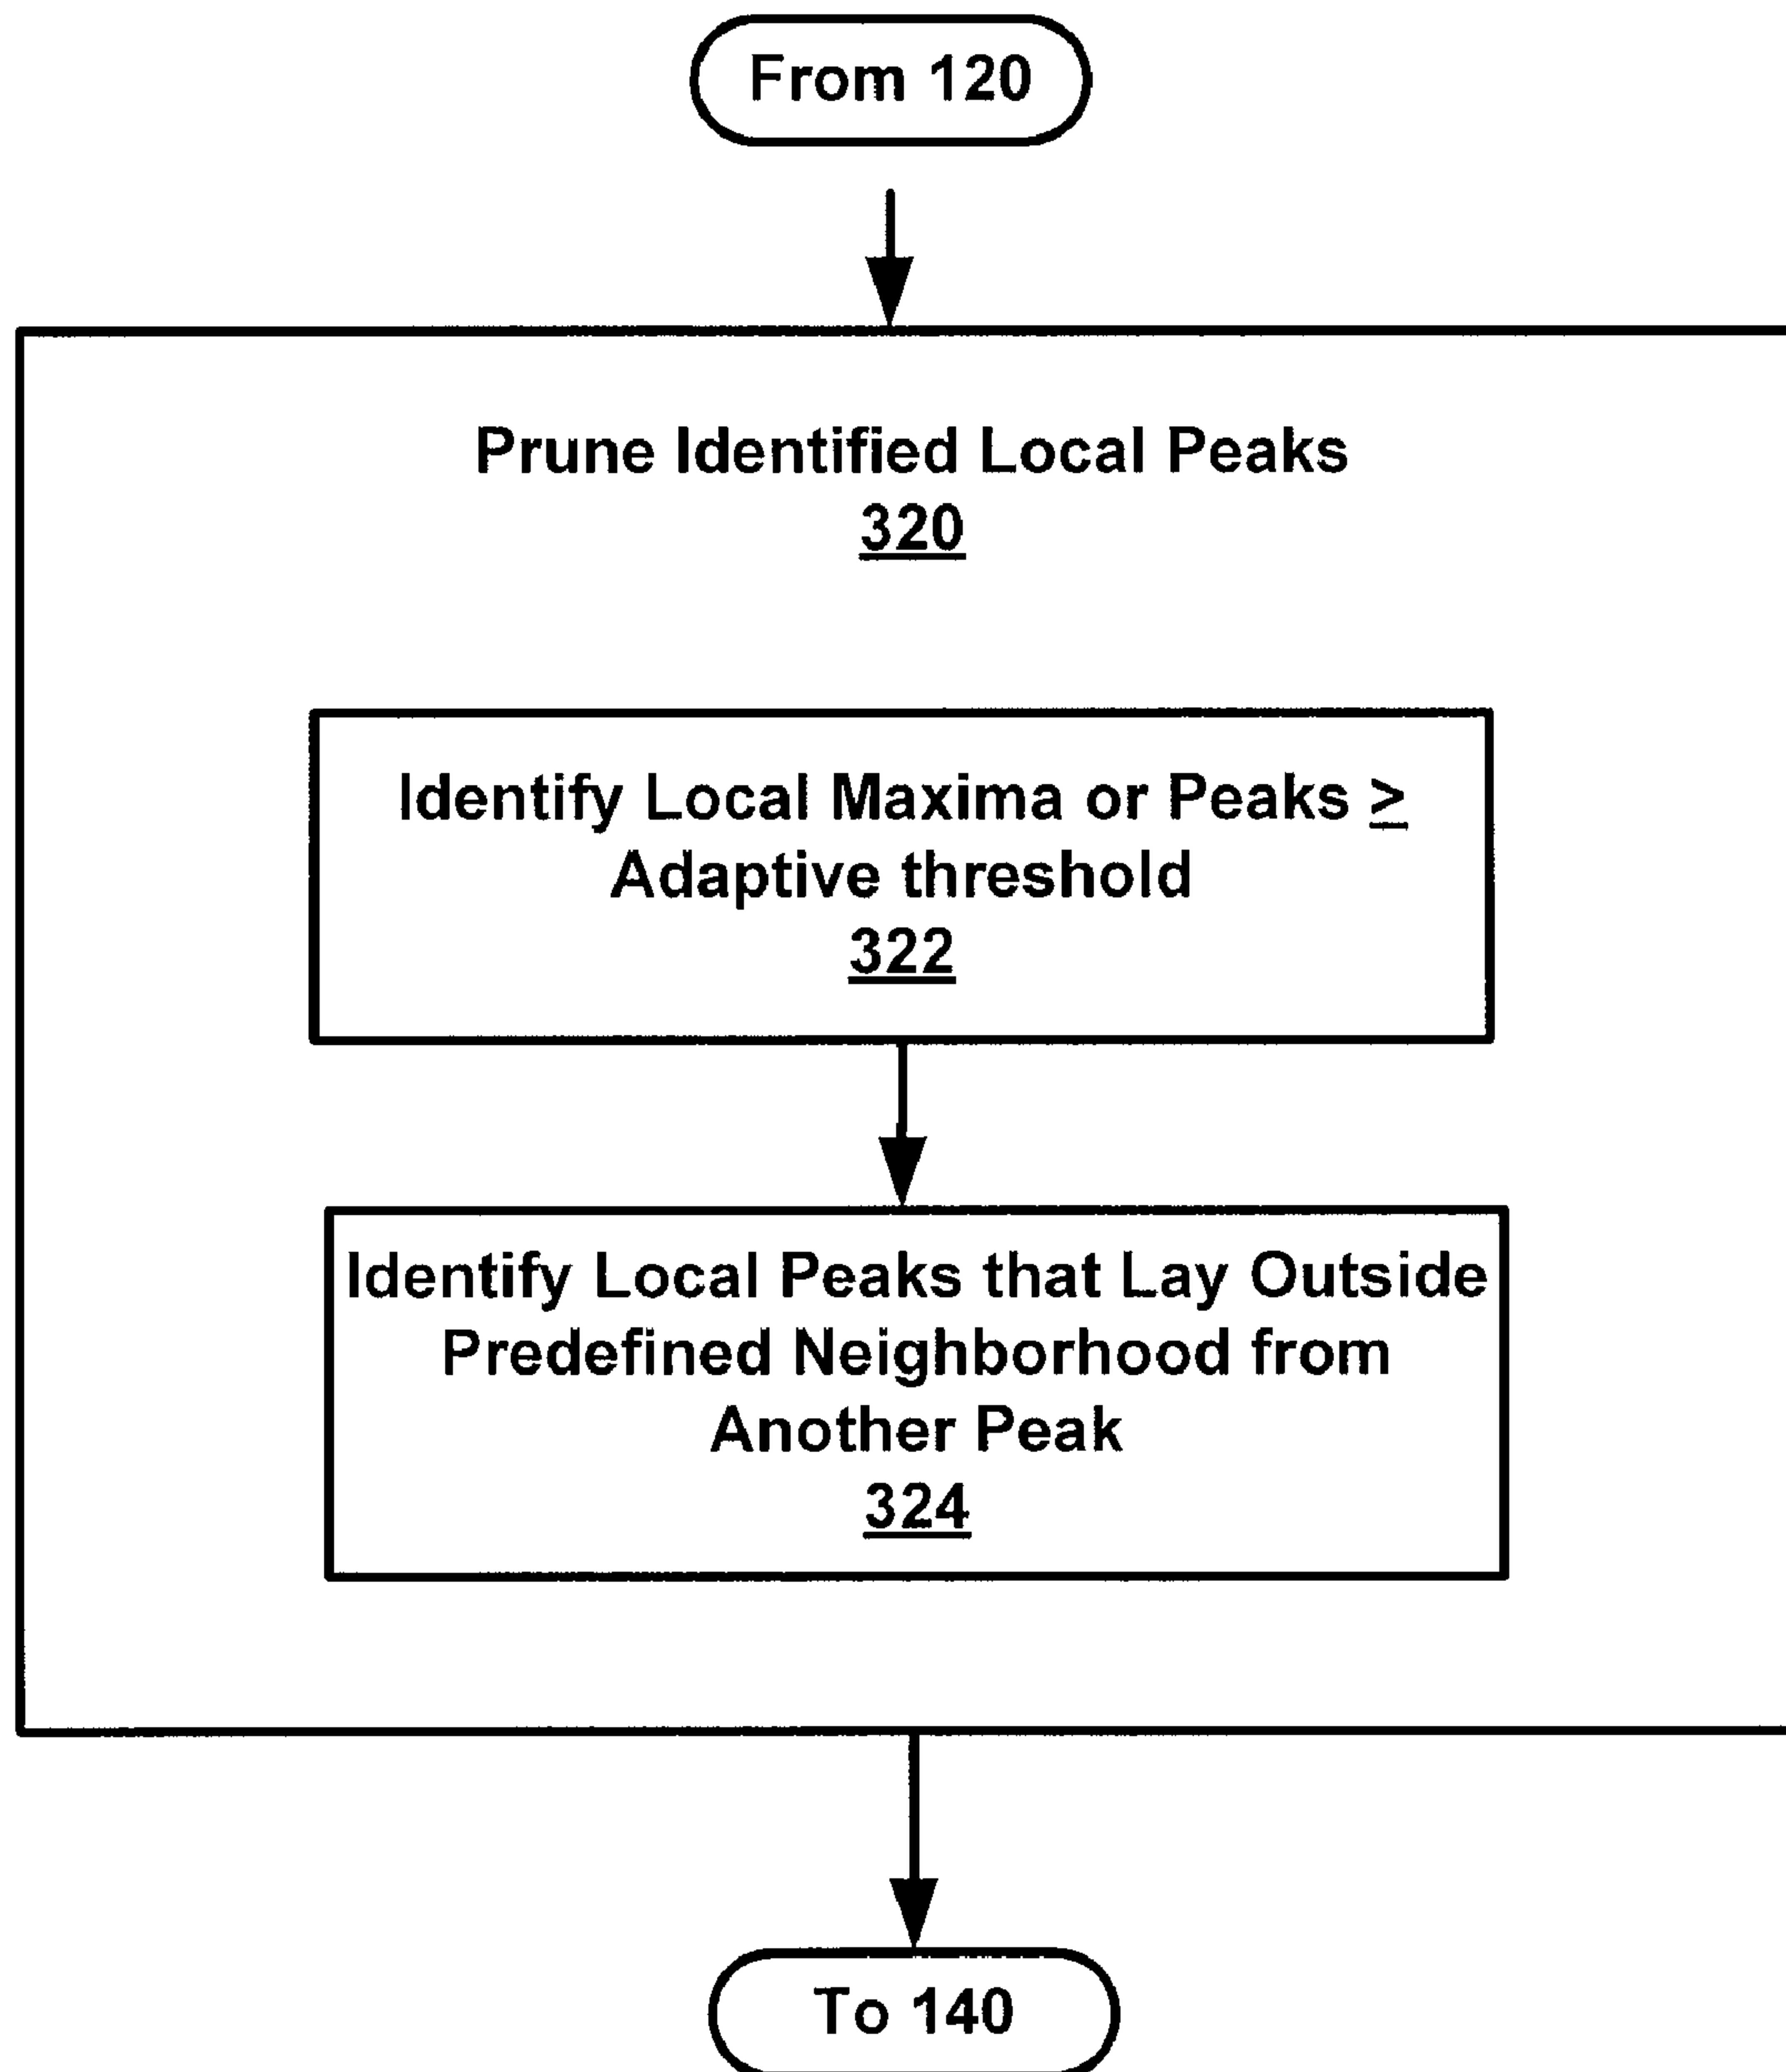 From 120
Prune Identified Local Peaks
320
Identify Local Maxima or Peaks ≥
Adaptive threshold
322
Identify Local Peaks that Lay Outside
Predefined Neighborhood from
Another Peak
324
To 140